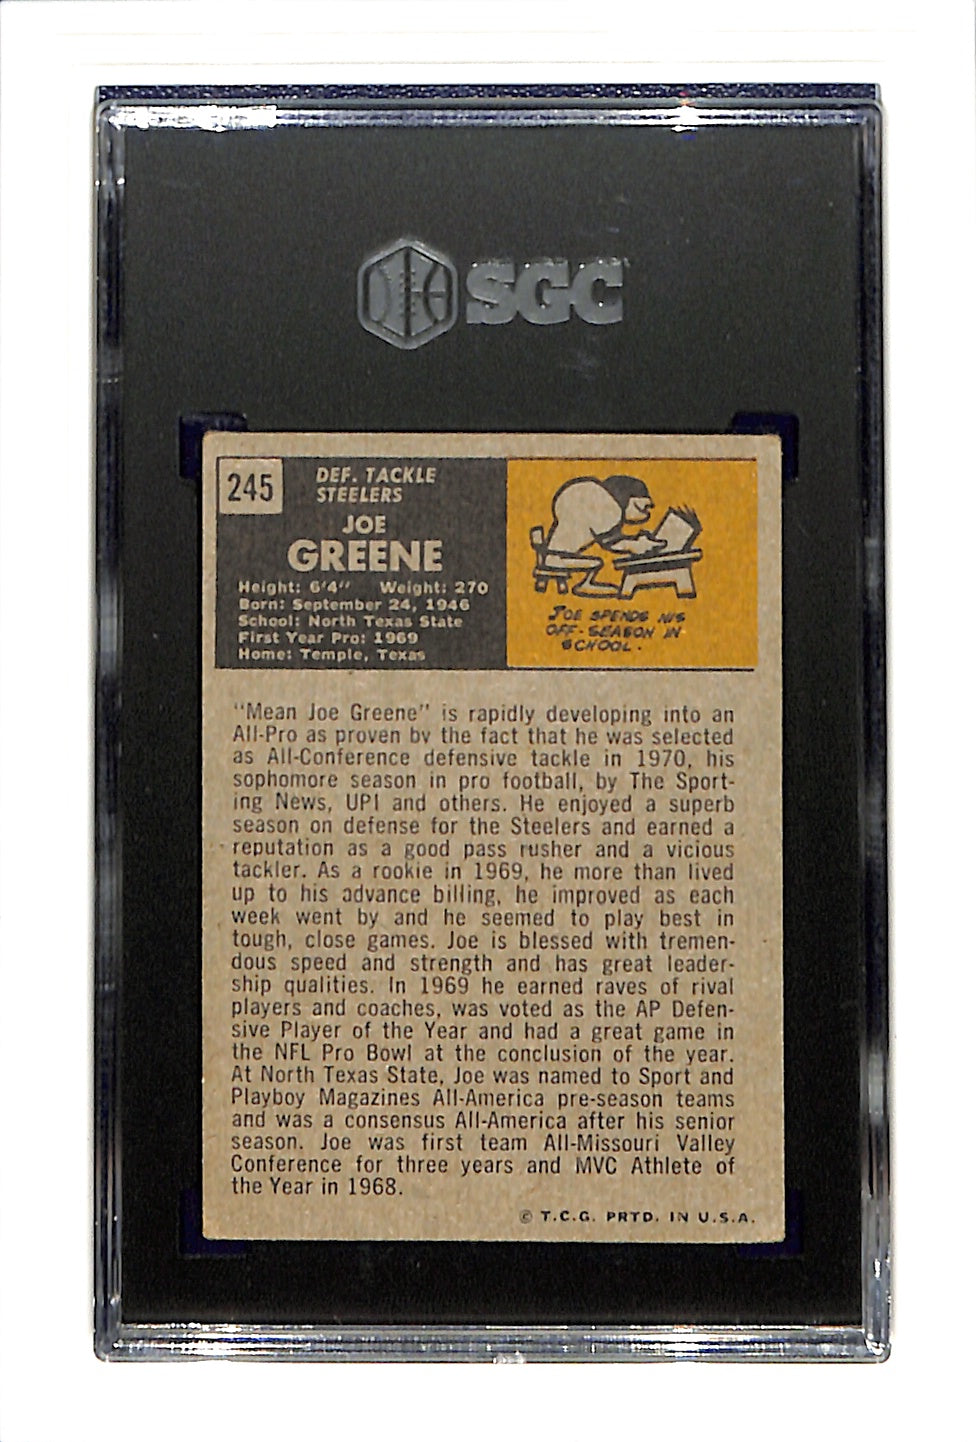 SGC
245
DEF. TACKLE
STEELERS
JOE
GREENE
Height: 6'4" Weight: 270
Born: September 24, 1946
School: North Texas State
First Year Pro: 1969
Home: Temple, Texas
JOE SPENDS HIS
OFF-SEASON IN
SCHOOL.
"Mean Joe Greene" is rapidly developing into an
All-Pro as proven by the fact that he was selected
as All-Conference defensive tackle in 1970, his
sophomore season in pro football, by The Sport-
ing News, UPI and others. He enjoyed a superb
season on defense for the Steelers and earned a
reputation as a good pass rusher and a vicious
tackler. As a rookie in 1969, he more than lived
up to his advance billing, he improved as each
week went by and he seemed to play best in
tough, close games. Joe is blessed with tremen-
dous speed and strength and has great leader-
ship qualities. In 1969 he earned raves of rival
players and coaches, was voted as the AP Defen-
sive Player of the Year and had a great game in
the NFL Pro Bowl at the conclusion of the year.
At North Texas State, Joe was named to Sport and
Playboy Magazines All-America pre-season teams
and was a consensus All-America after his senior
season. Joe was first team All-Missouri Valley
Conference for three years and MVC Athlete of
the Year in 1968.
© T.C.G. PRTD. IN U.S.A.